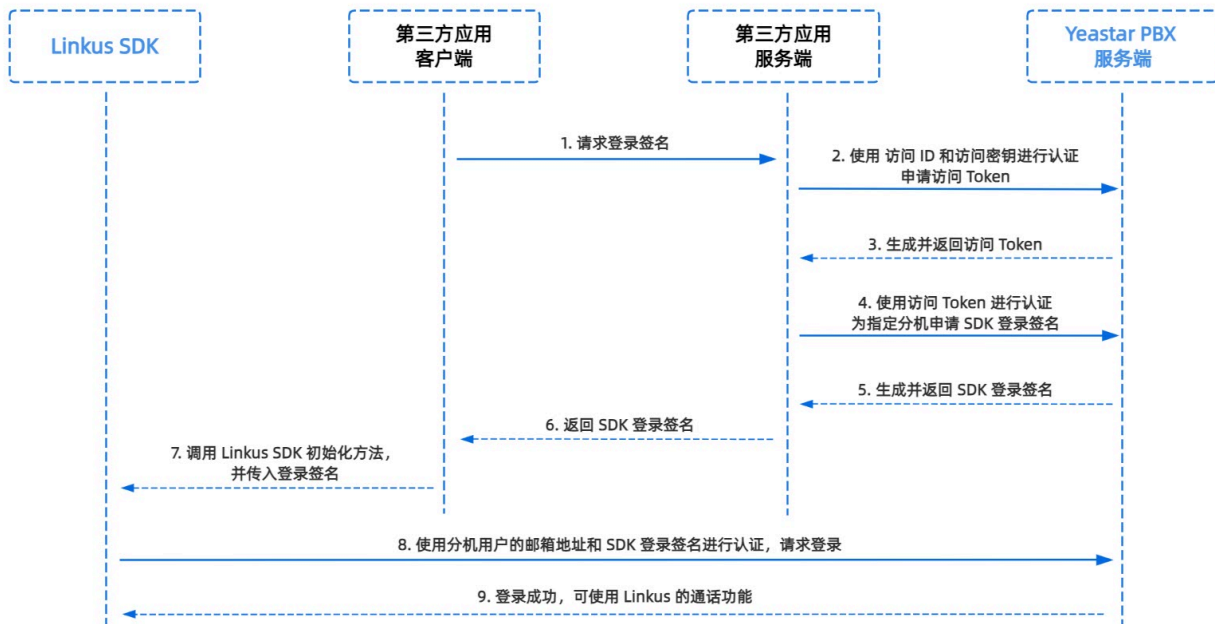 Linkus SDK
第三方应用
客户端
第三方应用
服务端
Yeastar PBX
服务端
1. 请求登录签名
2. 使用 访问 ID 和访问密钥进行认证
申请访问 Token
3. 生成并返回访问 Token
4. 使用访问 Token 进行认证
为指定分机申请 SDK 登录签名
5. 生成并返回 SDK 登录签名
6. 返回 SDK 登录签名
7. 调用 Linkus SDK 初始化方法，
并传入登录签名
8. 使用分机用户的邮箱地址和 SDK 登录签名进行认证，请求登录
9. 登录成功，可使用 Linkus 的通话功能